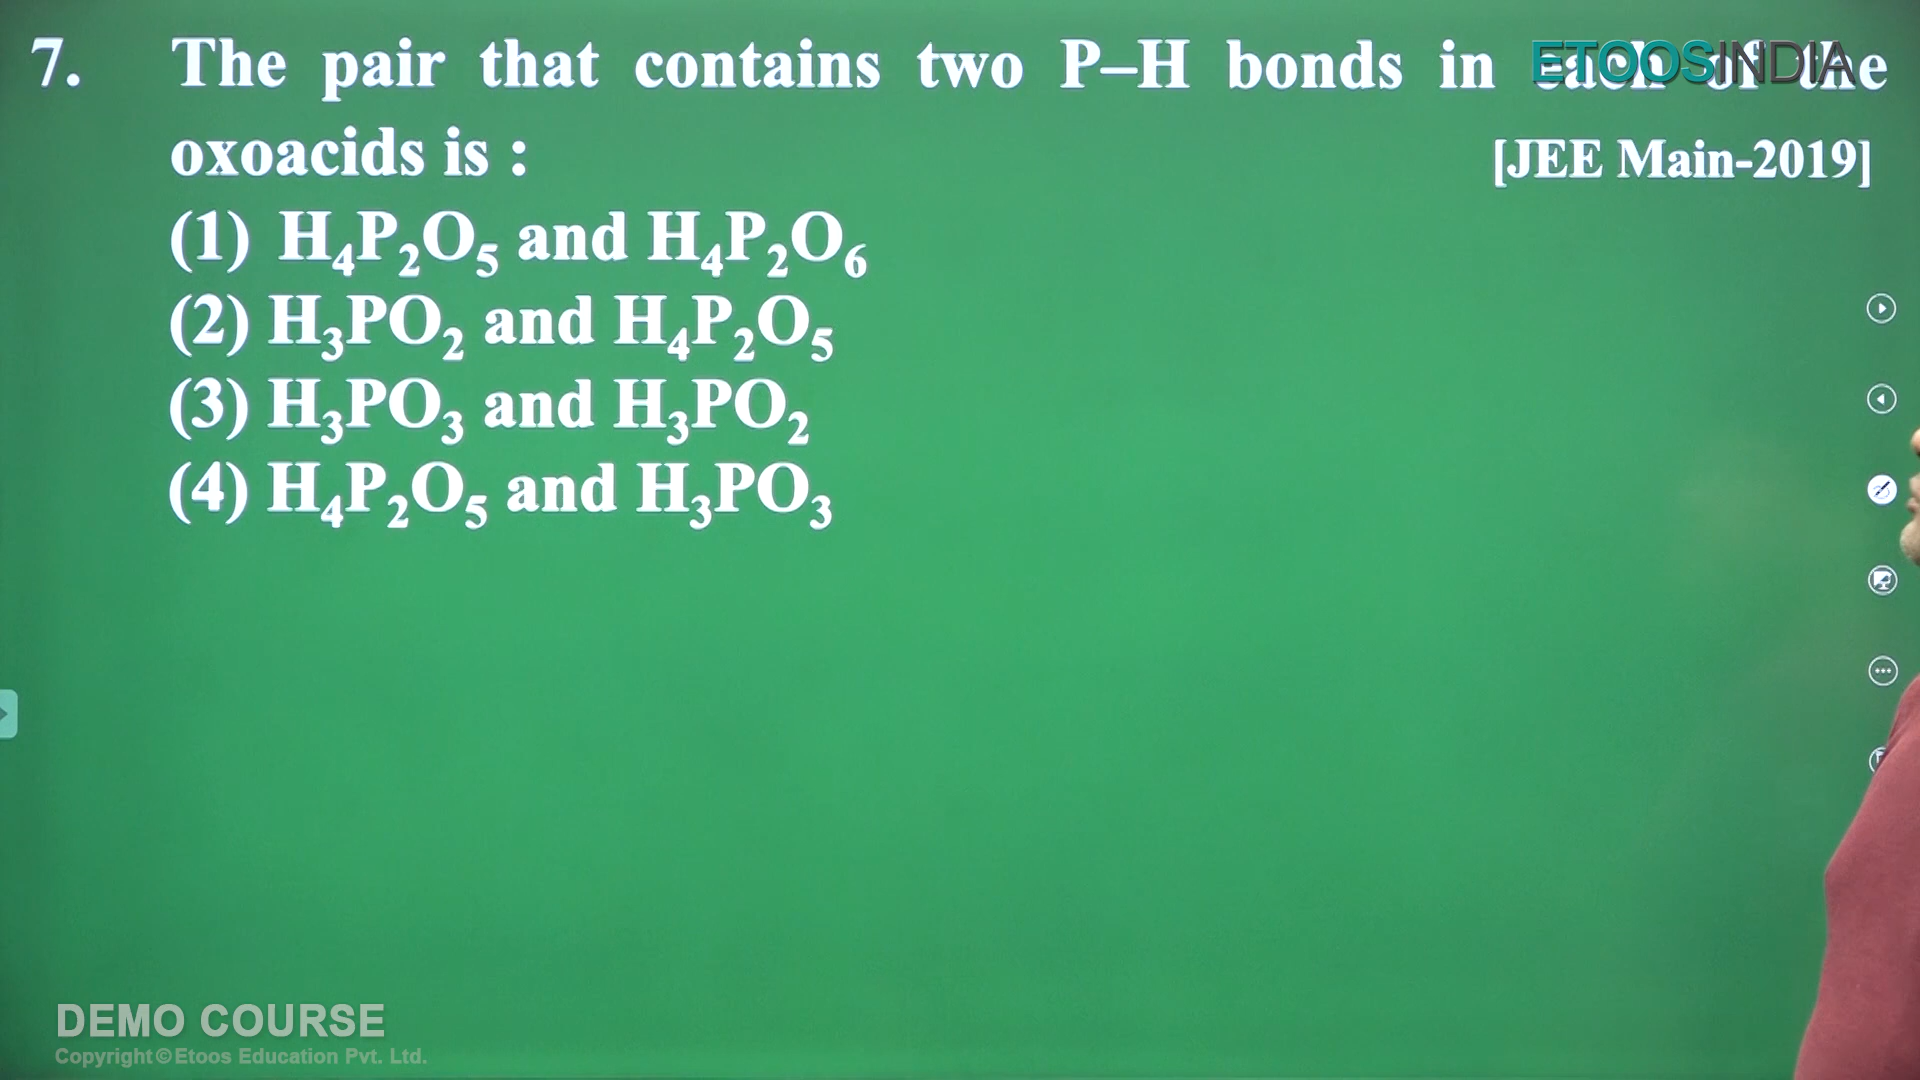 7. The pair that contains two P–H bonds in each of the
ETOOSINDIA
oxoacids is :
[JEE Main-2019]
(1) H₄P₂O₅ and H₄P₂O₆
(2) H₃PO₂ and H₄P₂O₅
(3) H₃PO₃ and H₃PO₂
(4) H₄P₂O₅ and H₃PO₃
DEMO COURSE
Copyright©Etoos Education Pvt. Ltd.